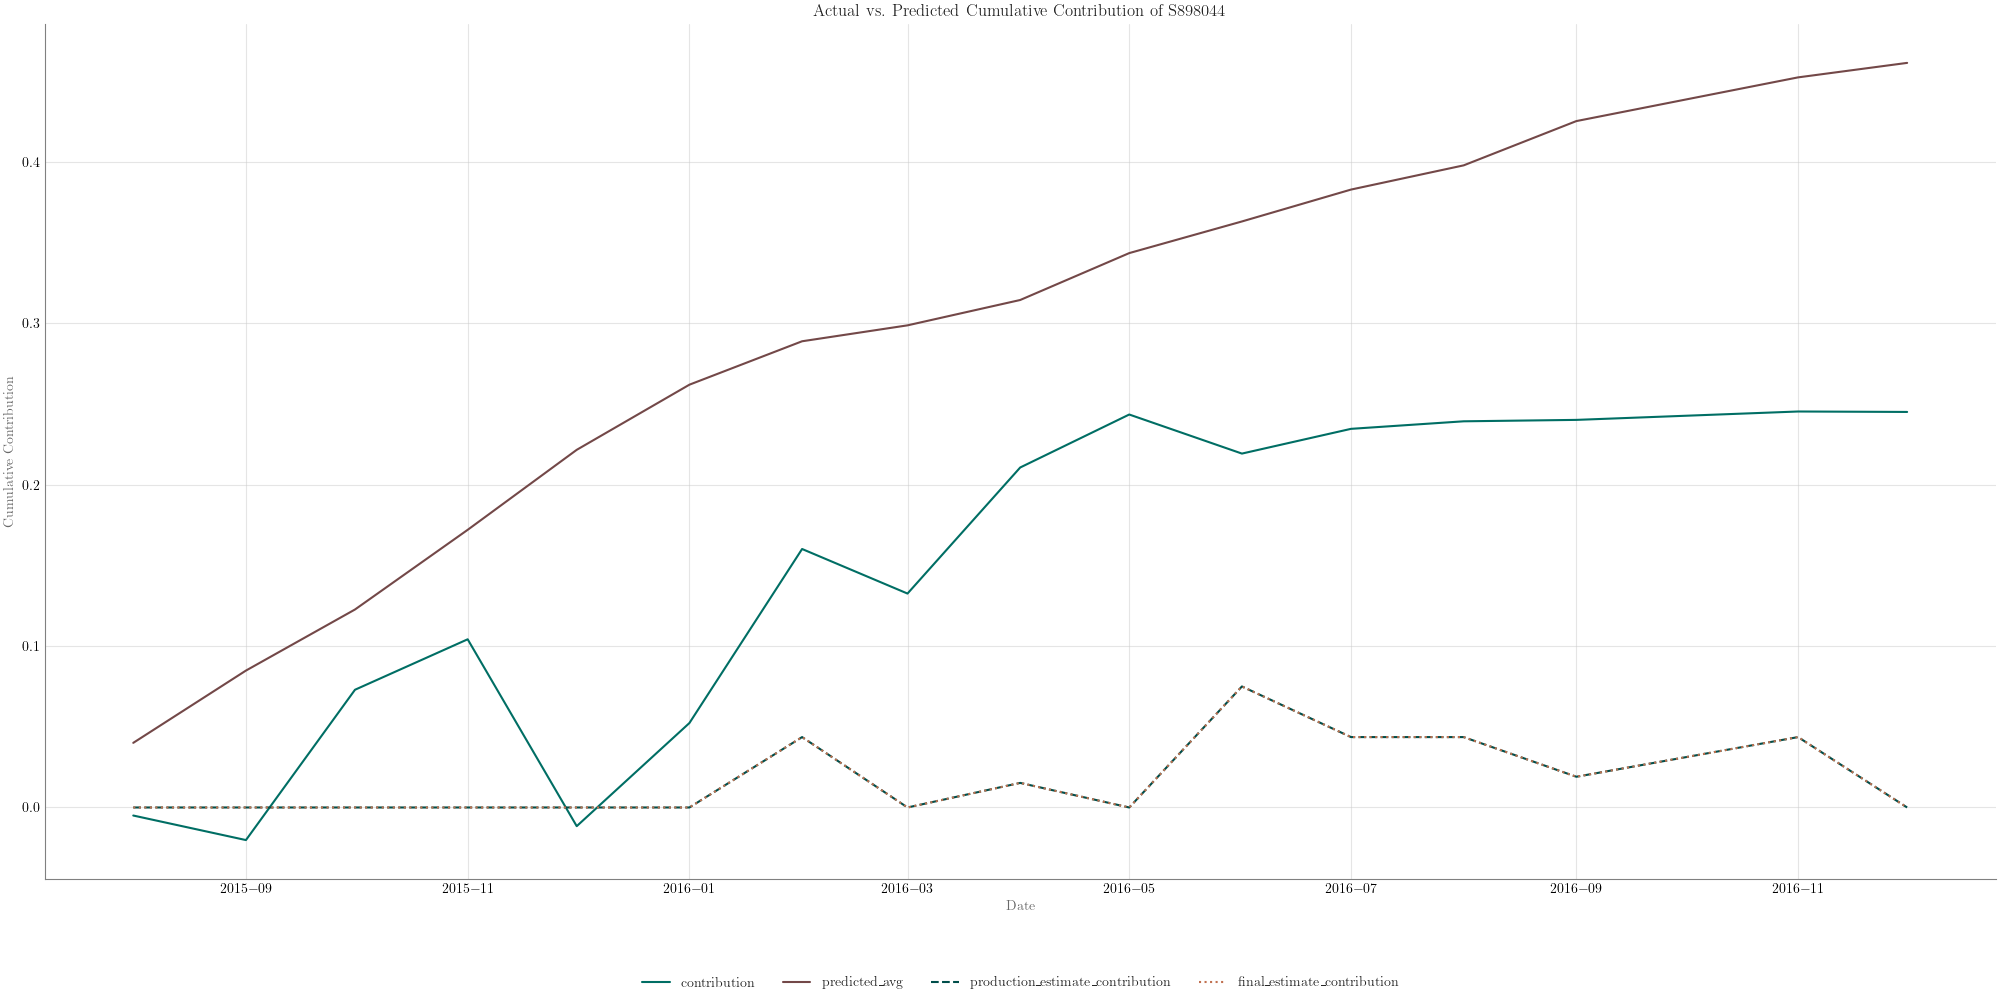 Actual vs. Predicted Cumulative Contribution of S898044
Cumulative Contribution
0.4
0.3
0.2
0.1
0.0
2015−09 2015−11 2016−01 2016−03 2016−05 2016−07 2016−09 2016−11
Date
contribution predicted_avg production_estimate_contribution final_estimate_contribution